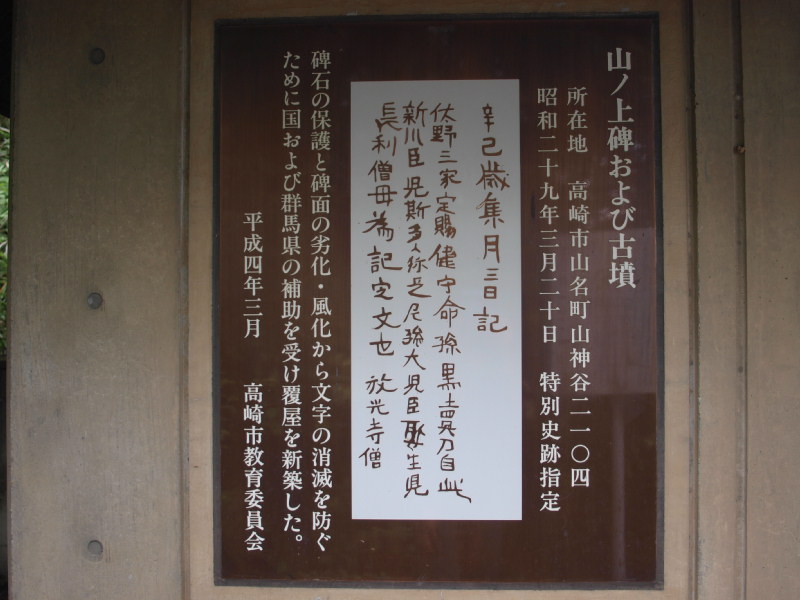 山ノ上碑および古墳
所在地　高崎市山名町山神谷二一〇四
昭和二十九年三月二十日　特別史跡指定
辛己歳集月三日記
佐野三家定賜健守命孫黒売刀自此
新川臣児斯多々弥足尼孫大児臣娶生児
長利僧母為記定文也　放光寺僧
碑石の保護と碑面の劣化・風化から文字の消滅を防ぐ
ために国および群馬県の補助を受け覆屋を新築した。
平成四年三月　高崎市教育委員会